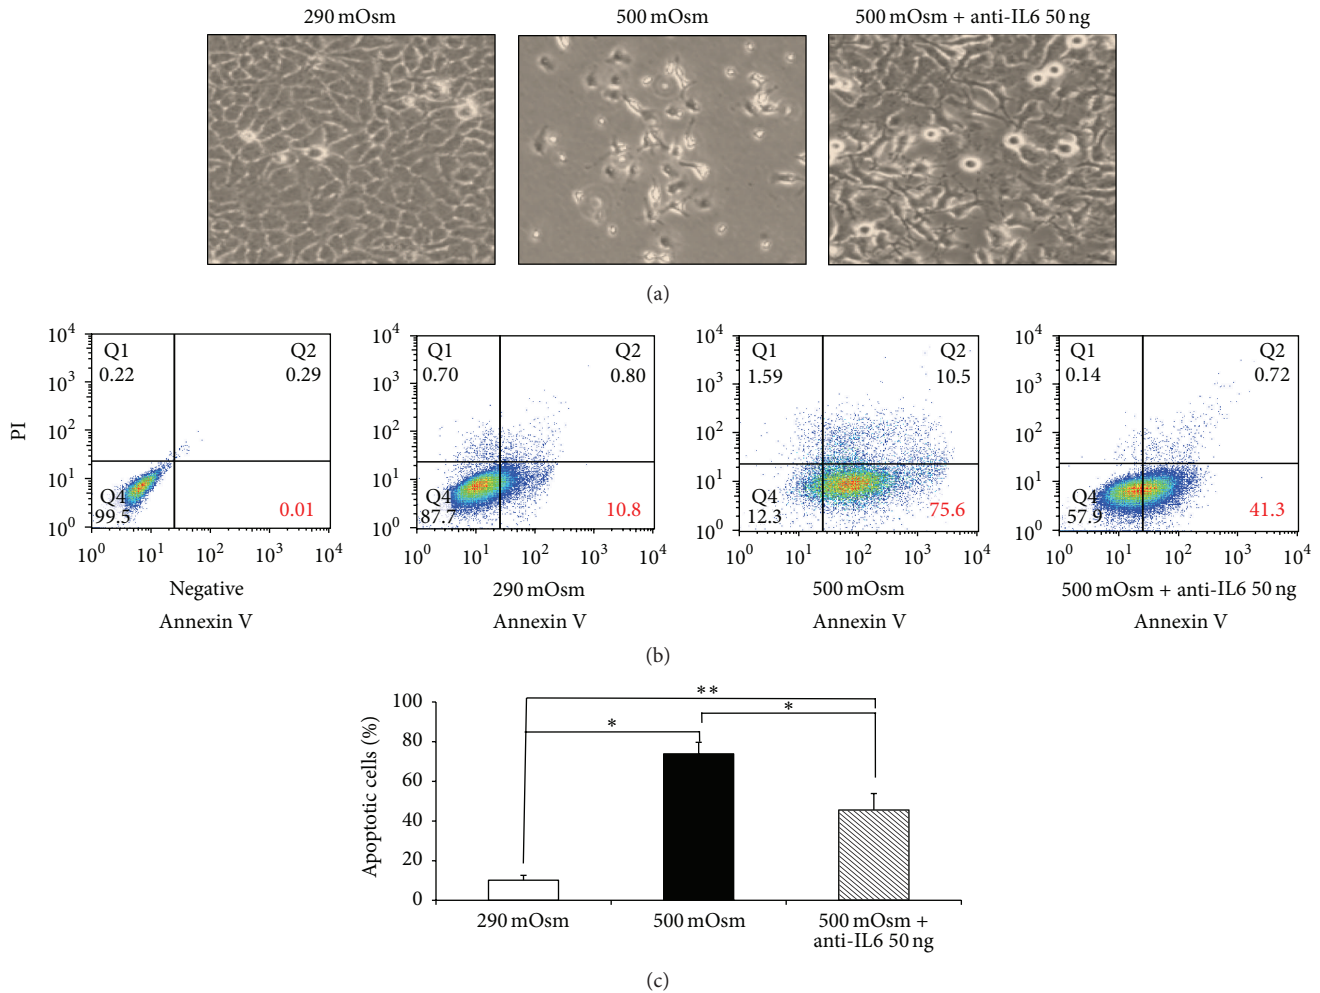 290 mOsm
500 mOsm
500 mOsm + anti-IL6 50 ng
(a)
PI
10^4
10^3
10^2
10^1
10^0
Q1
0.22
Q2
0.29
Q4
99.5
0.01
10^0 10^1 10^2 10^3 10^4
Negative
Annexin V
10^4
10^3
10^2
10^1
10^0
Q1
0.70
Q2
0.80
Q4
87.7
10.8
10^0 10^1 10^2 10^3 10^4
290 mOsm
Annexin V
10^4
10^3
10^2
10^1
10^0
Q1
1.59
Q2
10.5
Q4
12.3
75.6
10^0 10^1 10^2 10^3 10^4
500 mOsm
Annexin V
10^4
10^3
10^2
10^1
10^0
Q1
0.14
Q2
0.72
Q4
57.9
41.3
10^0 10^1 10^2 10^3 10^4
500 mOsm + anti-IL6 50 ng
Annexin V
(b)
Apoptotic cells (%)
100
80
60
40
20
0
**
*
*
290 mOsm
500 mOsm
500 mOsm +
anti-IL6 50 ng
(c)